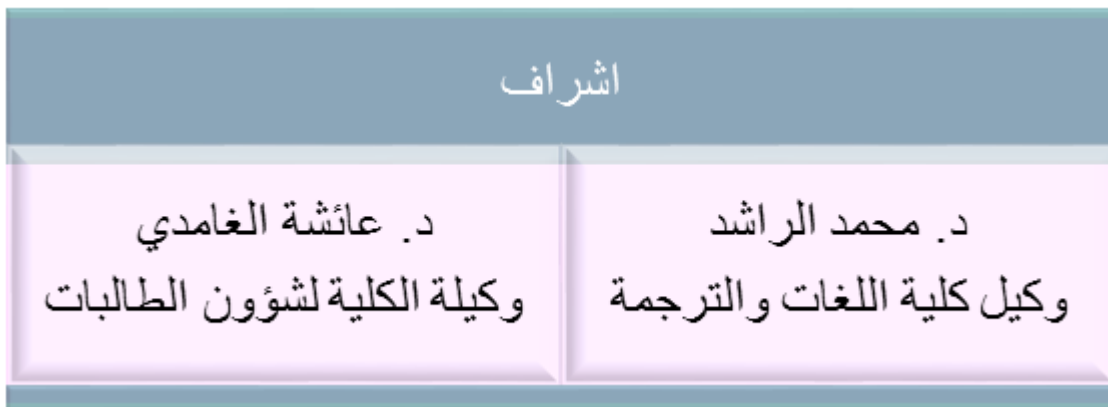 اشراف
د. محمد الراشد
وكيل كلية اللغات والترجمة
د. عائشة الغامدي
وكيلة الكلية لشؤون الطالبات